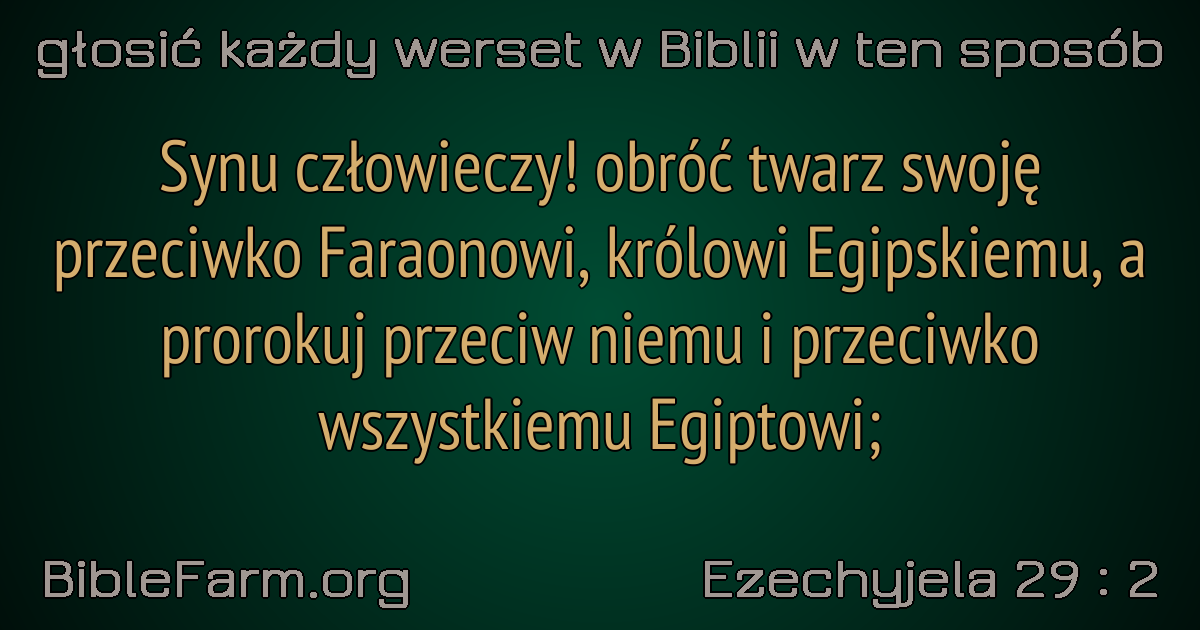 głosić każdy werset w Biblii w ten sposób
Synu człowieczy! obróć twarz swoję
przeciwko Faraonowi, królowi Egipskiemu, a
prorokuj przeciw niemu i przeciwko
wszystkiemu Egiptowi;
BibleFarm.org
Ezechyjela 29 : 2